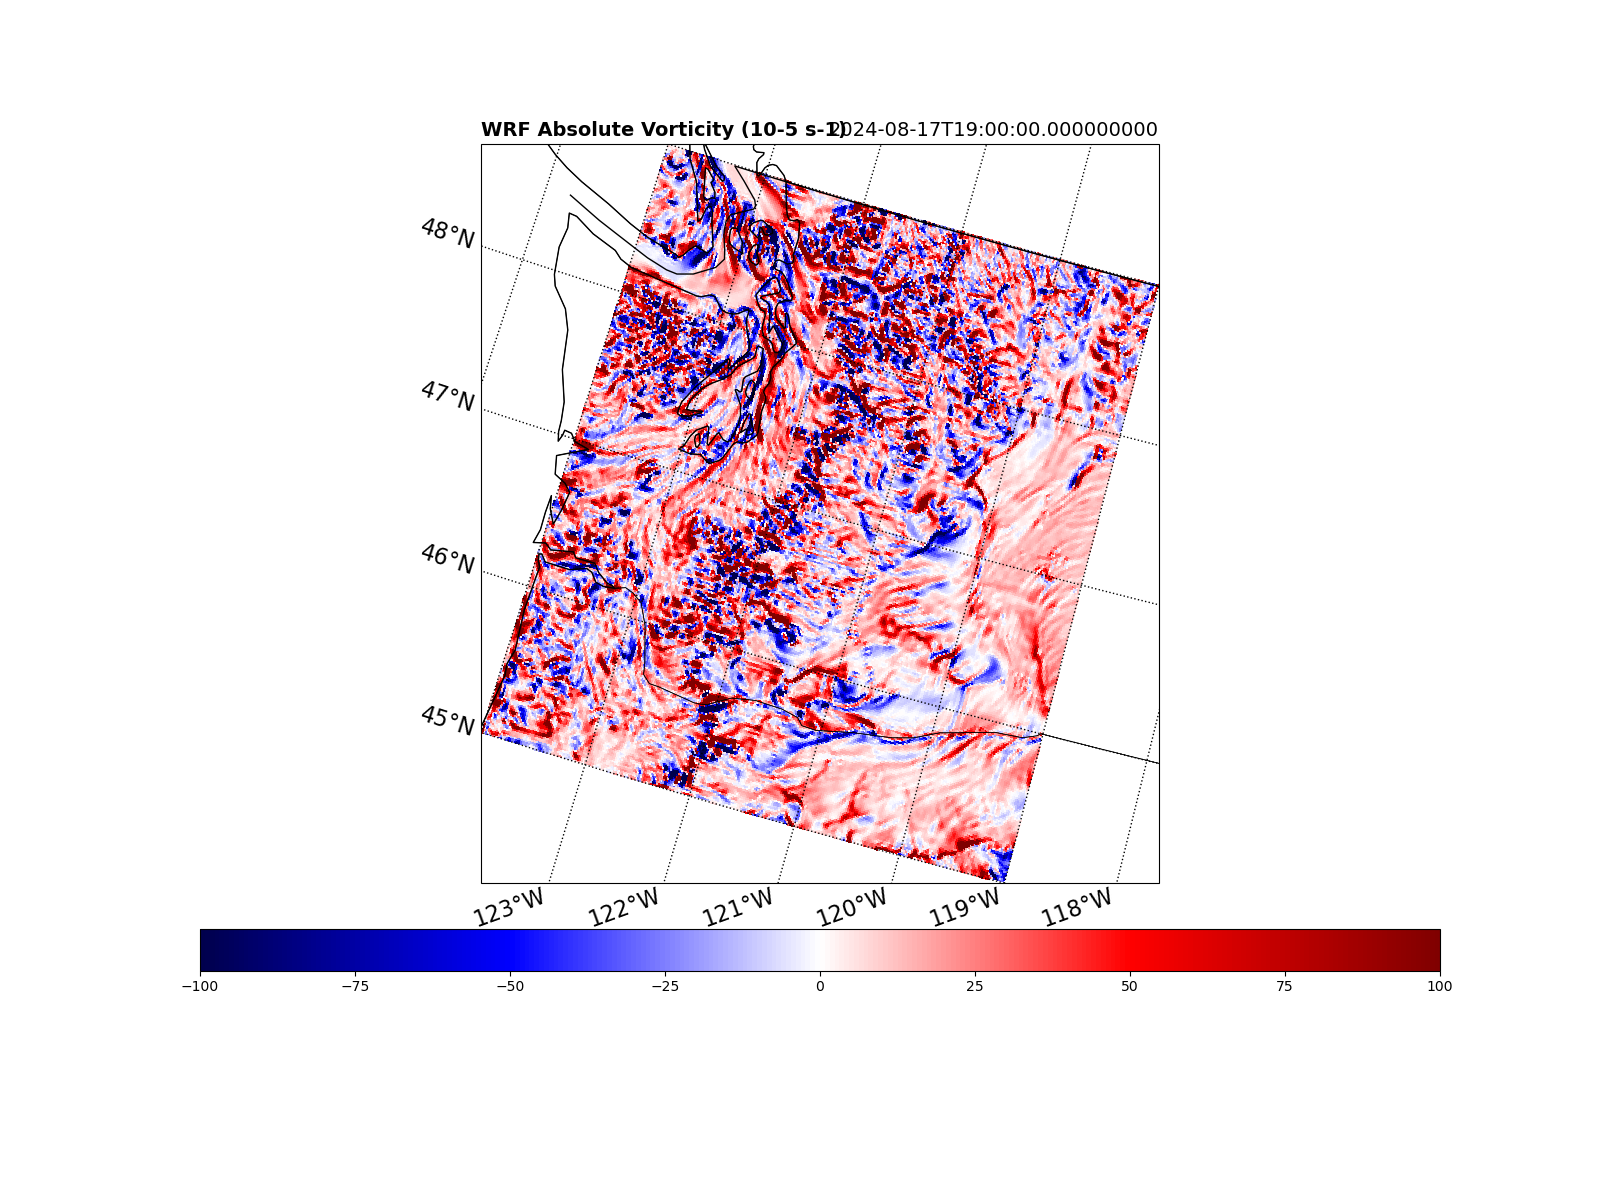 WRF Absolute Vorticity (10-5 s-1) 2024-08-17T19:00:00.000000000
48°N
47°N
46°N
45°N
123°W 122°W 121°W 120°W 119°W 118°W
−100 −75 −50 −25 0 25 50 75 100